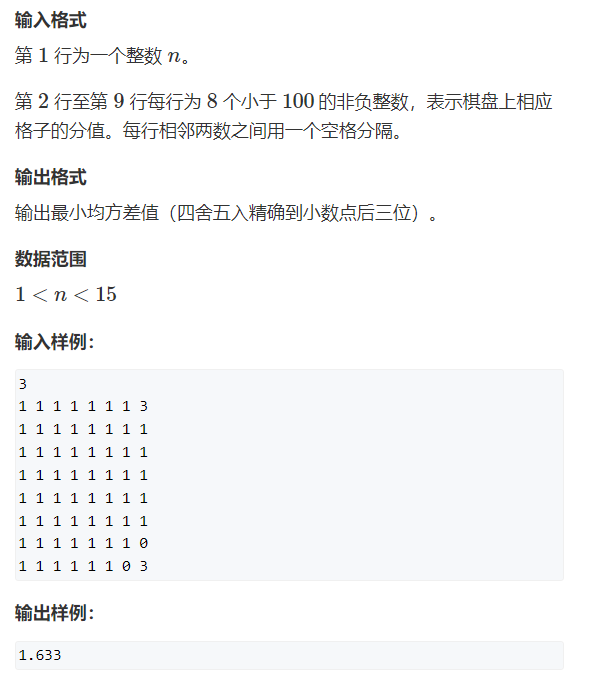 输入格式
第 1 行为一个整数 n。
第 2 行至第 9 行每行为 8 个小于 100 的非负整数，表示棋盘上相应
格子的分值。每行相邻两数之间用一个空格分隔。
输出格式
输出最小均方差值（四舍五入精确到小数点后三位）。
数据范围
1 < n < 15
输入样例：
3
1 1 1 1 1 1 1 3
1 1 1 1 1 1 1 1
1 1 1 1 1 1 1 1
1 1 1 1 1 1 1 1
1 1 1 1 1 1 1 1
1 1 1 1 1 1 1 1
1 1 1 1 1 1 1 0
1 1 1 1 1 1 0 3
输出样例：
1.633